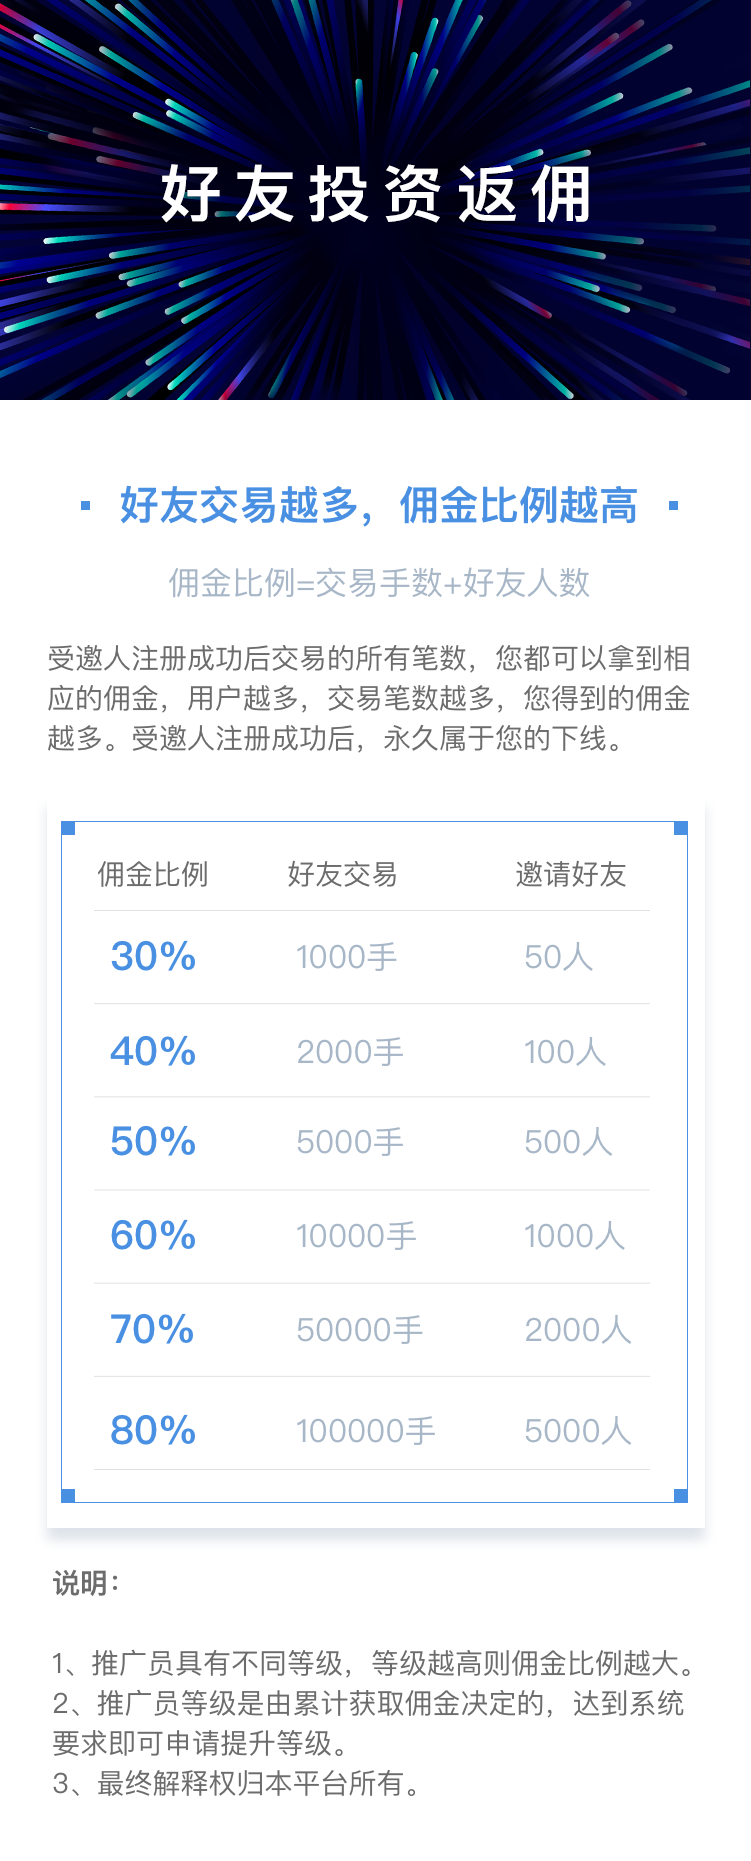 好友投资返佣
好友交易越多，佣金比例越高
佣金比例=交易手数+好友人数
受邀人注册成功后交易的所有笔数，您都可以拿到相
应的佣金，用户越多，交易笔数越多，您得到的佣金
越多。受邀人注册成功后，永久属于您的下线。
佣金比例 好友交易 邀请好友
30% 1000手 50人
40% 2000手 100人
50% 5000手 500人
60% 10000手 1000人
70% 50000手 2000人
80% 100000手 5000人
说明：
1、推广员具有不同等级，等级越高则佣金比例越大。
2、推广员等级是由累计获取佣金决定的，达到系统
要求即可申请提升等级。
3、最终解释权归本平台所有。